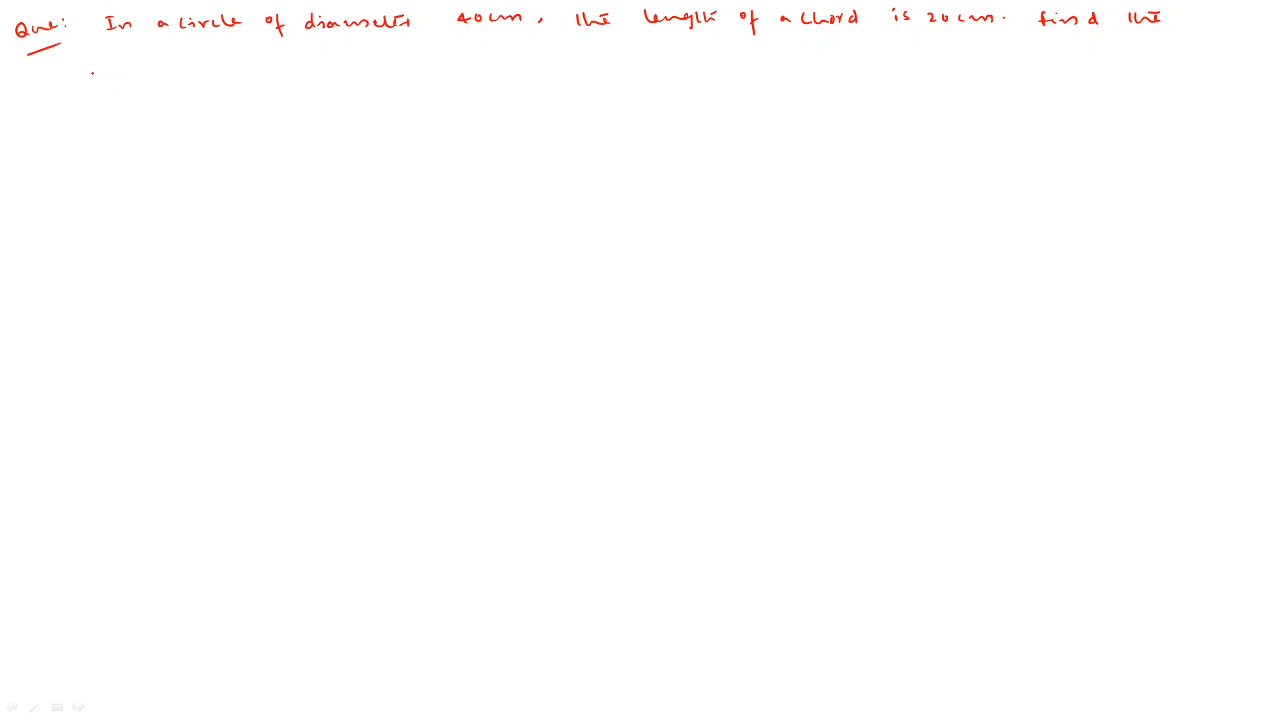 Que: In a circle of diameter 40cm, the length of a chord is 20cm. find the